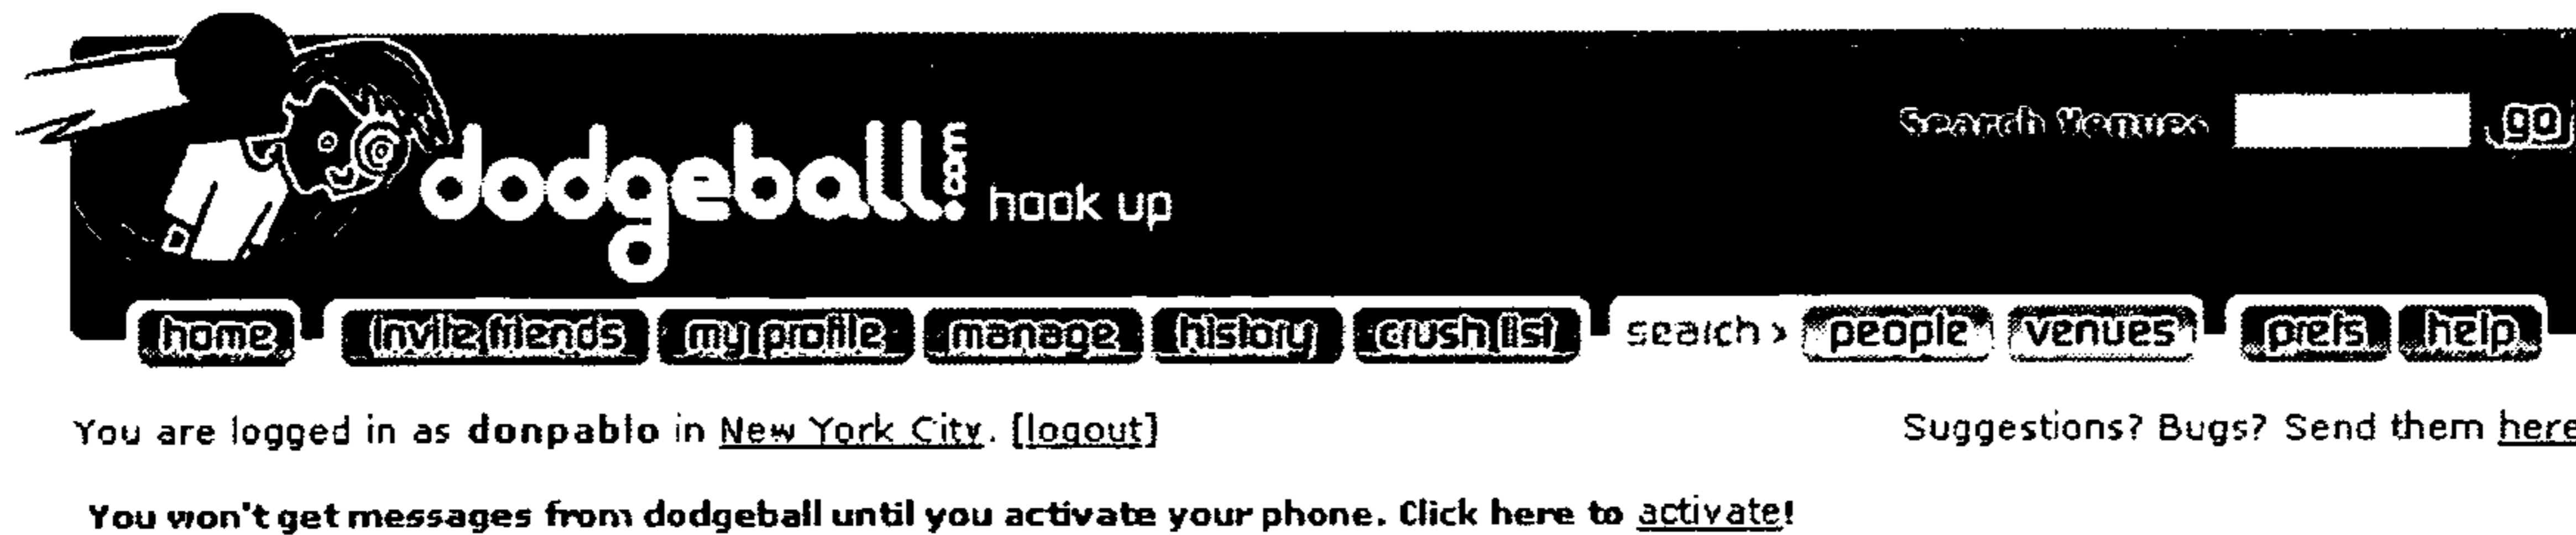 Search Venues go
dodgeball.com hook up
home invite friends my profile manage history crush list search > people venues prefs help
You are logged in as donpablo in New York City. [logout] Suggestions? Bugs? Send them here
You won't get messages from dodgeball until you activate your phone. Click here to activate!